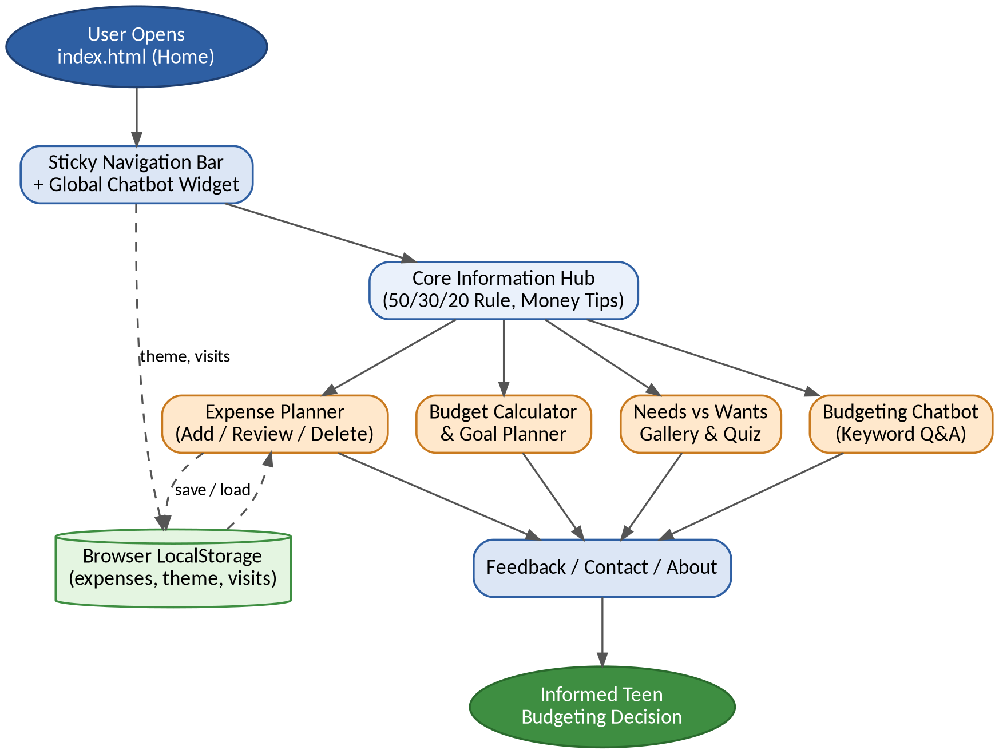 User Opens
index.html (Home)
Sticky Navigation Bar
+ Global Chatbot Widget
Core Information Hub
(50/30/20 Rule, Money Tips)
theme, visits
Expense Planner
(Add / Review / Delete)
Budget Calculator
& Goal Planner
Needs vs Wants
Gallery & Quiz
Budgeting Chatbot
(Keyword Q&A)
save / load
Browser LocalStorage
(expenses, theme, visits)
Feedback / Contact / About
Informed Teen
Budgeting Decision